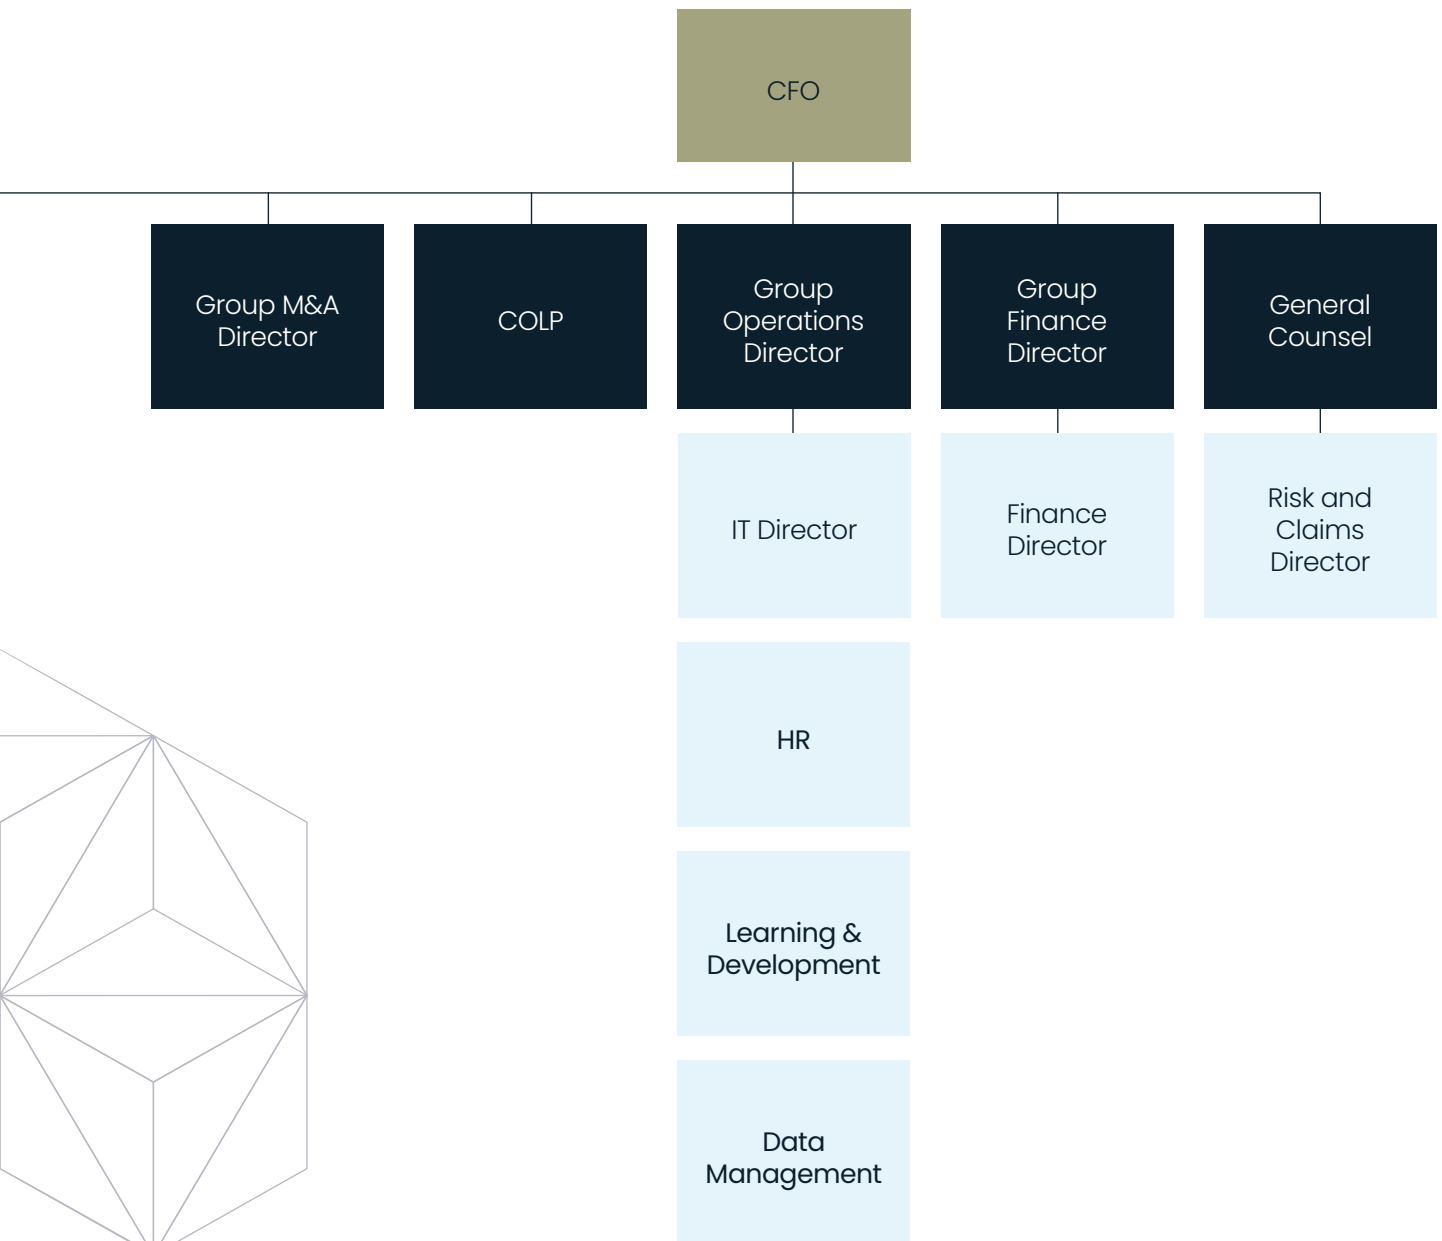 CFO
Group M&A
Director
COLP
Group
Operations
Director
Group
Finance
Director
General
Counsel
IT Director
Finance
Director
Risk and
Claims
Director
HR
Learning &
Development
Data
Management